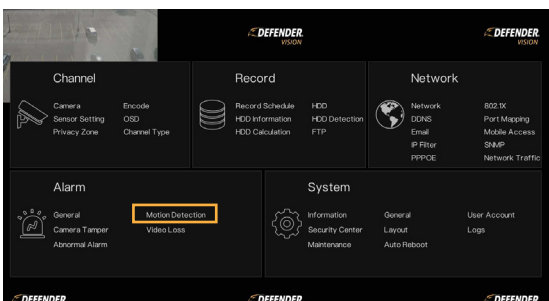 DEFENDER
VISION
DEFENDER
VISION
Channel
Camera
Encode
Sensor Setting
OSD
Privacy Zone
Channel Type
Record
Record Schedule
HDD
HDD Information
HDD Detection
HDD Calculation
FTP
Network
Network
802.1X
DDNS
Port Mapping
Email
Mobile Access
IP Filter
SNMP
PPPOE
Network Traffic
Alarm
General
Motion Detection
Camera Tamper
Video Loss
Abnormal Alarm
System
Information
General
User Account
Security Center
Layout
Logs
Maintenance
Auto Reboot
DEFENDER
DEFENDER
DEFENDER